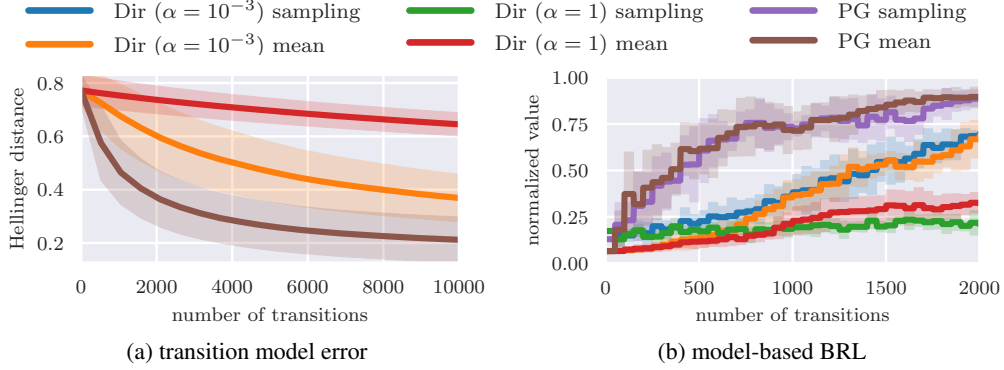 Dir (α = 10⁻³) sampling Dir (α = 1) sampling PG sampling
Dir (α = 10⁻³) mean Dir (α = 1) mean PG mean
Hellinger distance
0.8
0.6
0.4
0.2
0 2000 4000 6000 8000 10000
number of transitions
(a) transition model error
normalized value
1.00
0.75
0.50
0.25
0.00
0 500 1000 1500 2000
number of transitions
(b) model-based BRL